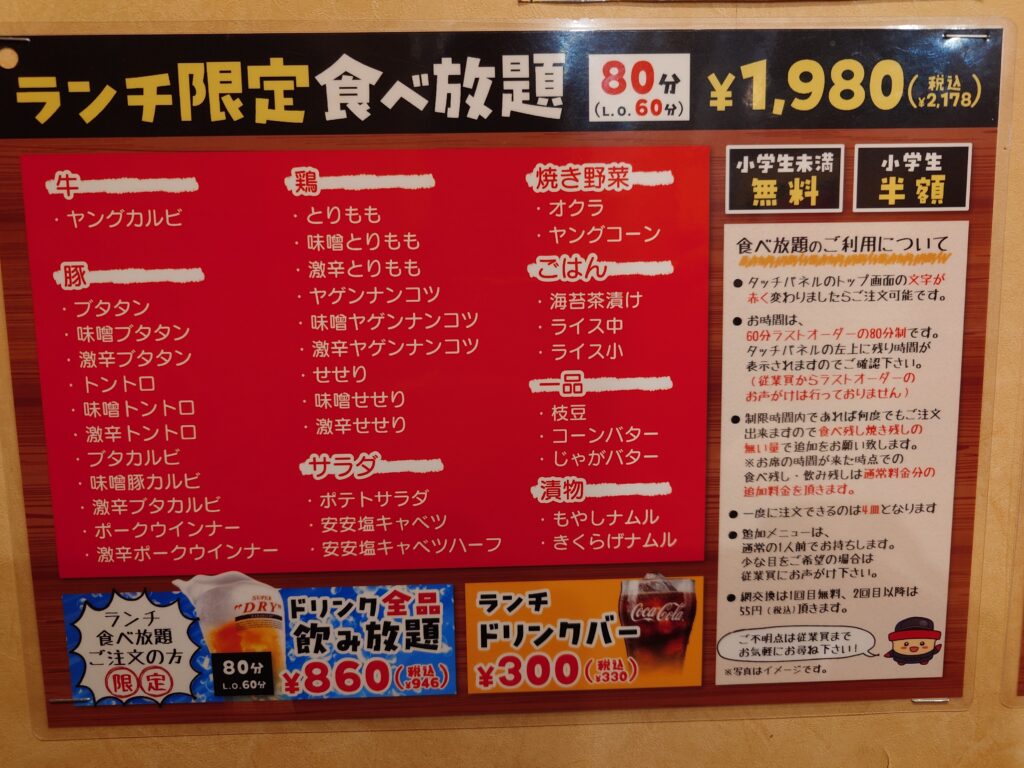 ランチ限定食べ放題
80分
(L.O.60分)
¥1,980(税込¥2,178)
牛
・ヤングカルビ
豚
・ブタタン
・味噌ブタタン
・激辛ブタタン
・トントロ
・味噌トントロ
・激辛トントロ
・ブタカルビ
・味噌豚カルビ
・激辛ブタカルビ
・ポークウインナー
・激辛ポークウインナー
鶏
・とりもも
・味噌とりもも
・激辛とりもも
・ヤゲンナンコツ
・味噌ヤゲンナンコツ
・激辛ヤゲンナンコツ
・せせり
・味噌せせり
・激辛せせり
サラダ
・ポテトサラダ
・安安塩キャベツ
・安安塩キャベツハーフ
焼き野菜
・オクラ
・ヤングコーン
ごはん
・海苔茶漬け
・ライス中
・ライス小
一品
・枝豆
・コーンバター
・じゃがバター
漬物
・もやしナムル
・きくらげナムル
小学生未満
無料
小学生
半額
食べ放題のご利用について
●タッチパネルのトップ画面の文字が
赤く変わりましたらご注文可能です。
●お時間は、
60分ラストオーダーの80分制です。
タッチパネルの左上に残り時間が
表示されますのでご確認下さい。
(従業員からラストオーダーの
お声がけは行っておりません)
●制限時間内であれば何度でもご注文
出来ますので食べ残し焼き残しの
無い量で追加をお願い致します。
※お席の時間が来た時点での
食べ残し・飲み残しは通常料金分の
追加料金を頂きます。
●一度に注文できるのは4皿となります
●追加メニューは、
通常の1人前でお持ちします。
少な目をご希望の場合は
従業員にお声がけ下さい。
●網交換は1回目無料、2回目以降は
55円(税込)頂きます。
ご不明点は従業員まで
お気軽にお尋ね下さい!
※写真はイメージです。
ランチ
食べ放題
ご注文の方
限定
SUPER
"DRY"
80分
L.O.60分
ドリンク全品
飲み放題
¥860(税込¥946)
ランチ
ドリンクバー
¥300(税込¥330)
Coca-Cola